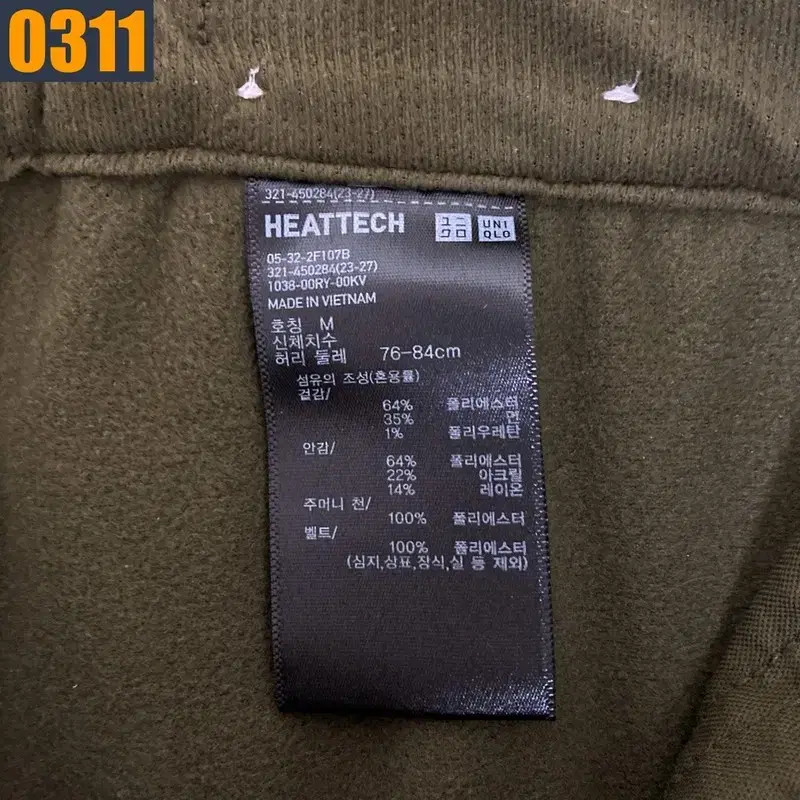 0311
321-450284(23-27)
HEATTECH ユニクロ UNIQLO
05-32-2F107B
321-450284(23-27)
1038-00RY-00KV
MADE IN VIETNAM
호칭 M
신체치수
허리 둘레 76-84cm
섬유의 조성(혼용률)
겉감/
64% 폴리에스터
35% 면
1% 폴리우레탄
안감/
64% 폴리에스터
22% 아크릴
14% 레이온
주머니 천/
100% 폴리에스터
벨트/
100% 폴리에스터
(심지,상표,장식,실 등 제외)